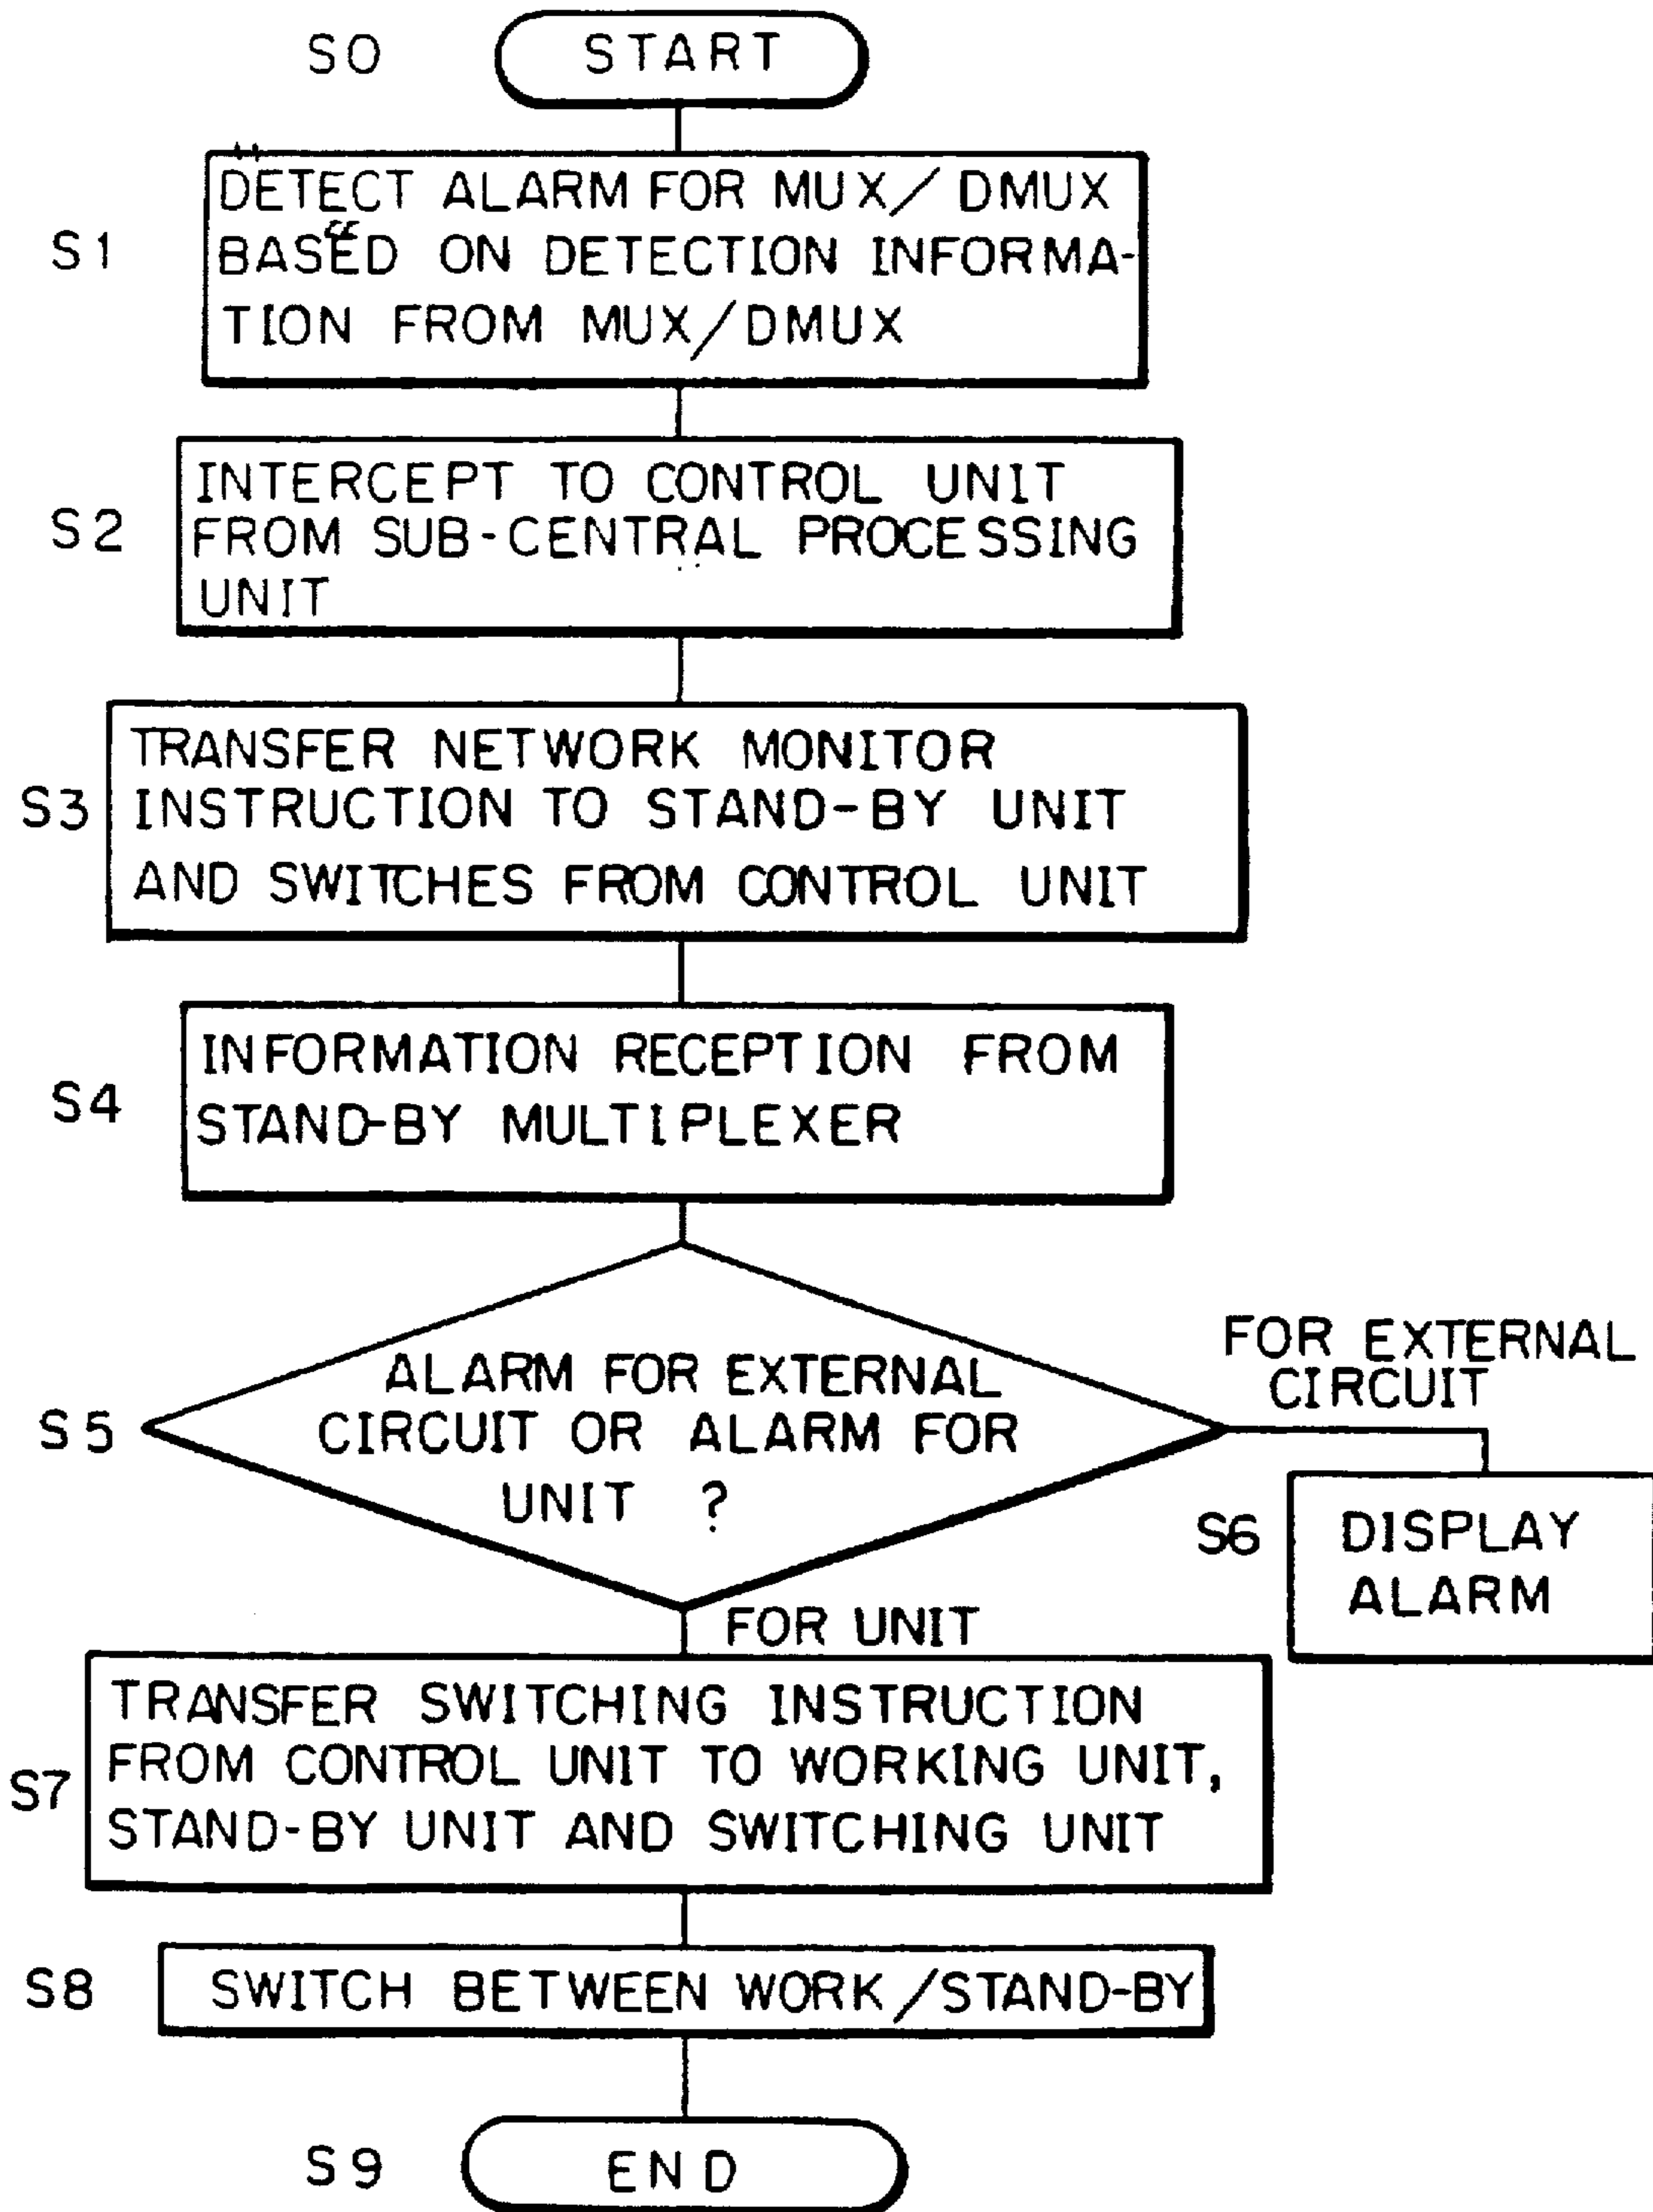 S0 START
DETECT ALARM FOR MUX/DMUX
S1 BASED ON DETECTION INFORMA-
TION FROM MUX/DMUX
INTERCEPT TO CONTROL UNIT
S2 FROM SUB-CENTRAL PROCESSING
UNIT
TRANSFER NETWORK MONITOR
S3 INSTRUCTION TO STAND-BY UNIT
AND SWITCHES FROM CONTROL UNIT
INFORMATION RECEPTION FROM
S4 STAND-BY MULTIPLEXER
ALARM FOR EXTERNAL
S5 CIRCUIT OR ALARM FOR
UNIT ?
FOR EXTERNAL
CIRCUIT
S6 DISPLAY
ALARM
FOR UNIT
TRANSFER SWITCHING INSTRUCTION
S7 FROM CONTROL UNIT TO WORKING UNIT,
STAND-BY UNIT AND SWITCHING UNIT
S8 SWITCH BETWEEN WORK/STAND-BY
S9 END